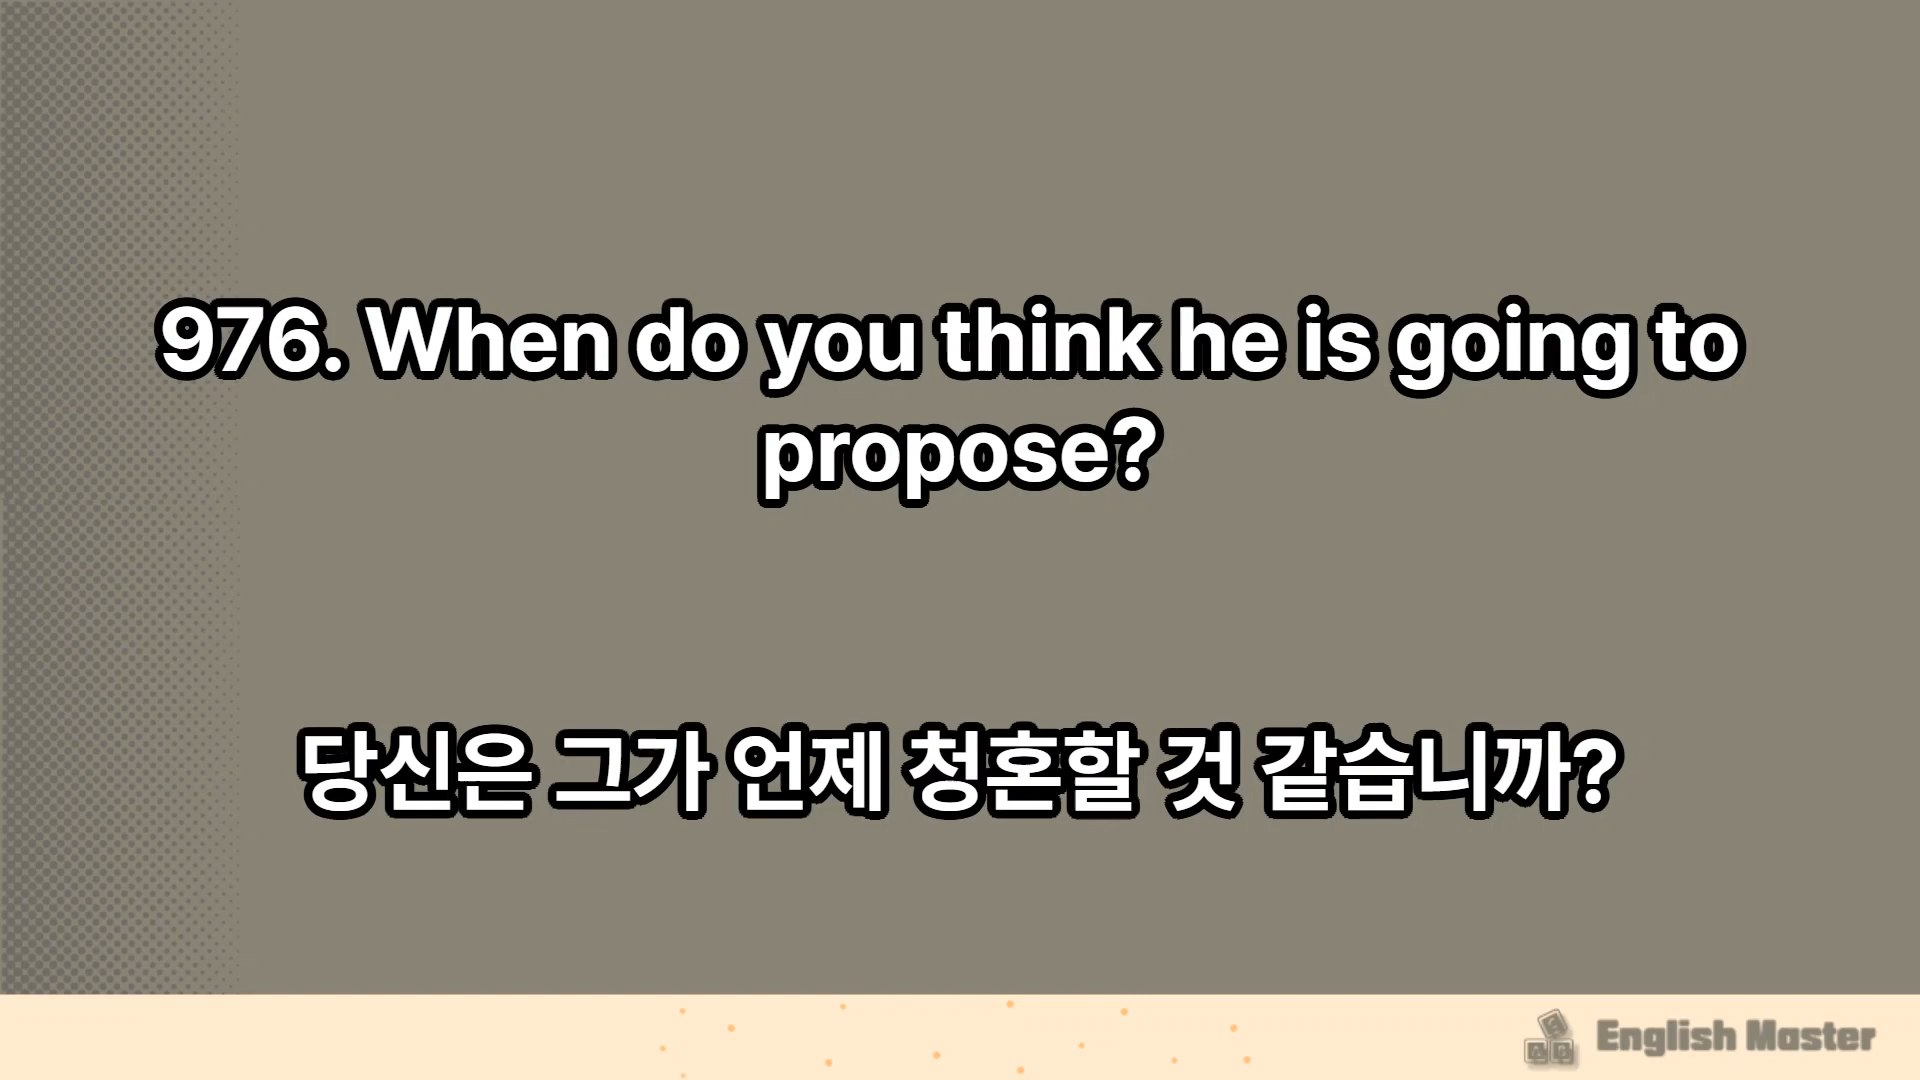 976. When do you think he is going to
propose?
당신은 그가 언제 청혼할 것 같습니까?
English Master